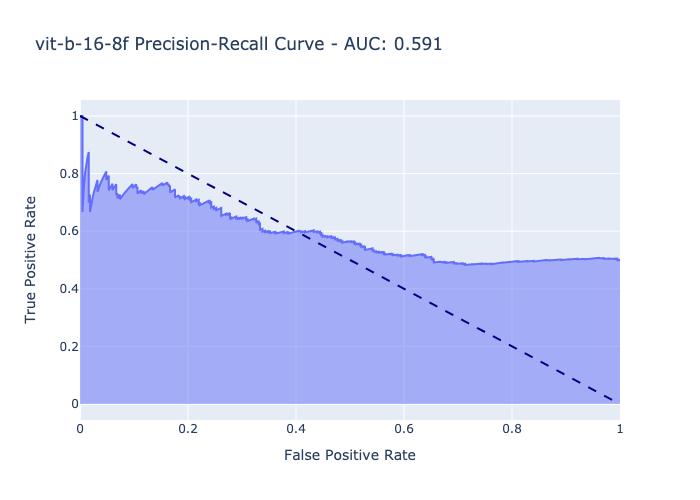 vit-b-16-8f Precision-Recall Curve - AUC: 0.591
True Positive Rate
1
0.8
0.6
0.4
0.2
0
0 0.2 0.4 0.6 0.8 1
False Positive Rate